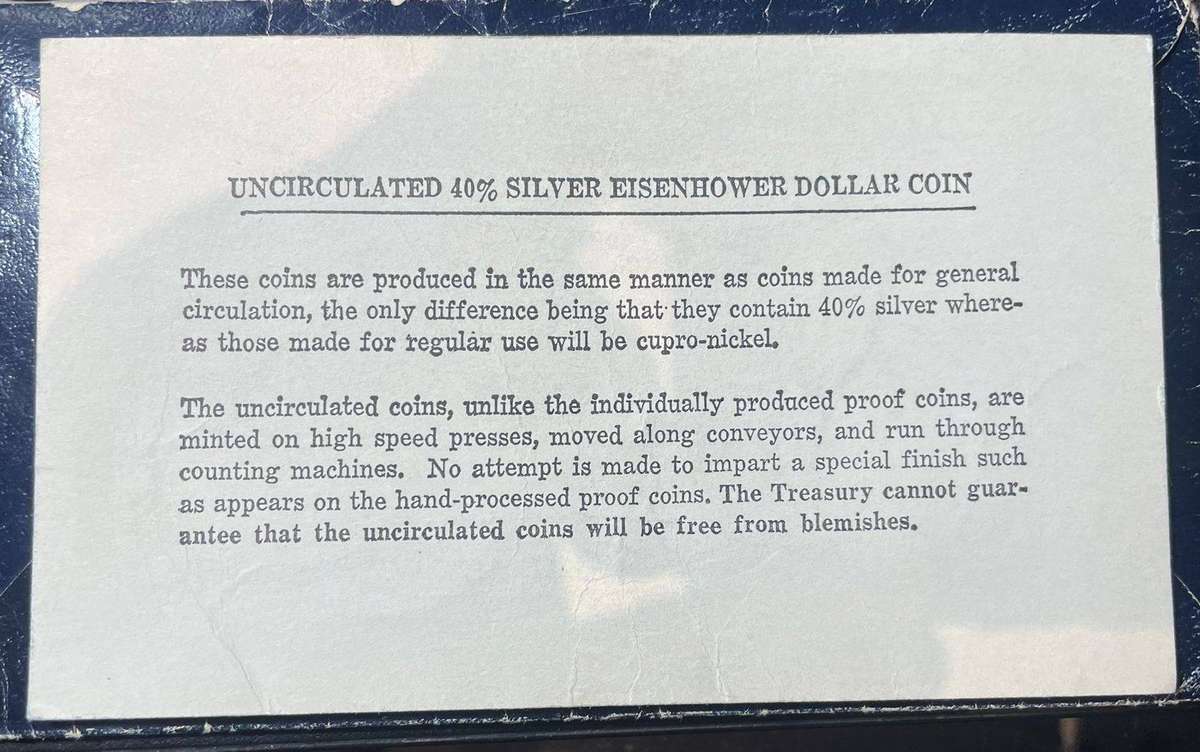 UNCIRCULATED 40% SILVER EISENHOWER DOLLAR COIN
These coins are produced in the same manner as coins made for general
circulation, the only difference being that they contain 40% silver where-
as those made for regular use will be cupro-nickel.
The uncirculated coins, unlike the individually produced proof coins, are
minted on high speed presses, moved along conveyors, and run through
counting machines. No attempt is made to impart a special finish such
as appears on the hand-processed proof coins. The Treasury cannot guar-
antee that the uncirculated coins will be free from blemishes.